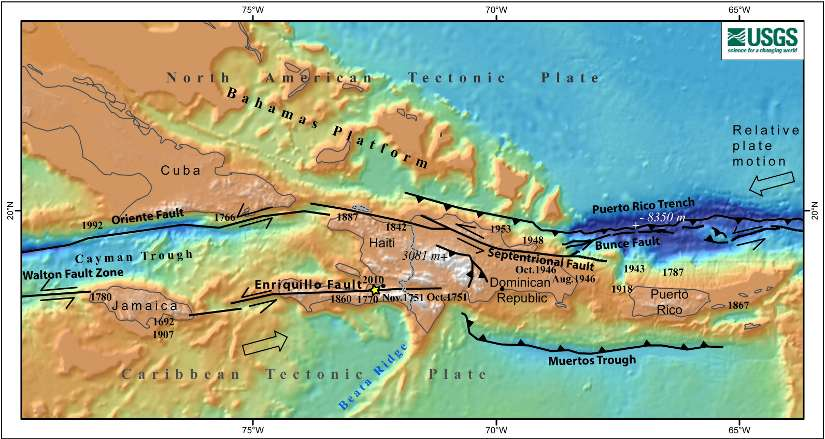 75°W 70°W 65°W
USGS
science for a changing world
North American Tectonic Plate
Bahamas Platform
Relative
plate
motion
Cuba
Puerto Rico Trench
20°N
20°N
- 8350 m
+
1992
Oriente Fault
1766
1887
1842
1953
1948
Bunce Fault
Cayman Trough
Haiti
3081 m+
Septentrional Fault
Oct.1946
Aug.1946
Walton Fault Zone
Enriquillo Fault
2010
Dominican
Republic
1943
1787
1780
Jamaica
1860
1770
Nov.1751
Oct.1751
1918
Puerto
Rico
1867
1692
1907
Muertos Trough
Beata Ridge
Caribbean Tectonic Plate
75°W 70°W 65°W